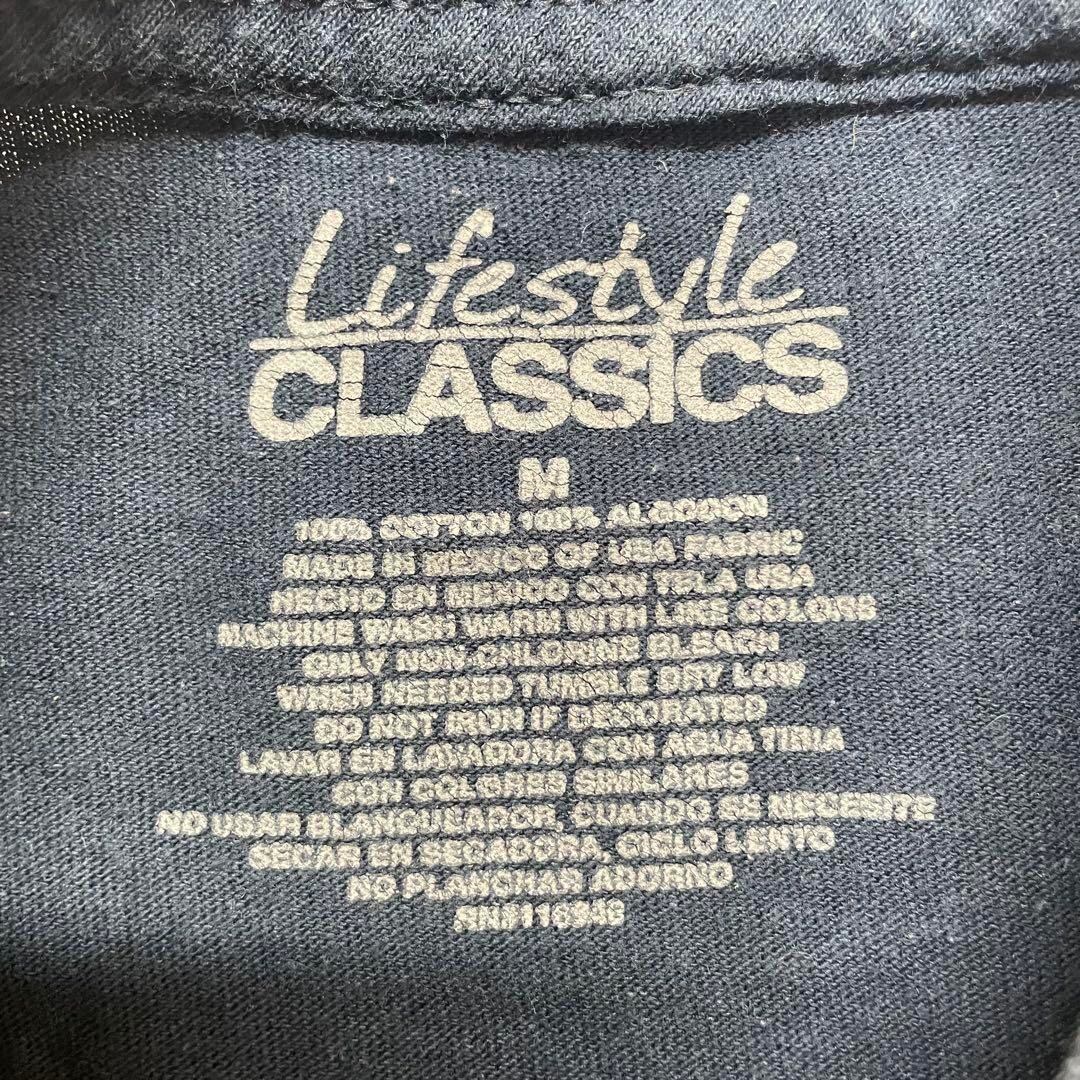 Lifestyle
CLASSICS
M
100% COTTON 100% ALGODON
MADE IN MEXICO OF USA FABRIC
HECHO EN MEXICO CON TELA USA
MACHINE WASH WARM WITH LIKE COLORS
ONLY NON-CHLORINE BLEACH
WHEN NEEDED TUMBLE DRY LOW
DO NOT IRON IF DECORATED
LAVAR EN LAVADORA CON AGUA TIBIA
CON COLORES SIMILARES
NO USAR BLANQUEADOR, CUANDO SE NECESITE
SECAR EN SECADORA, CICLO LENTO
NO PLANCHAR ADORNO